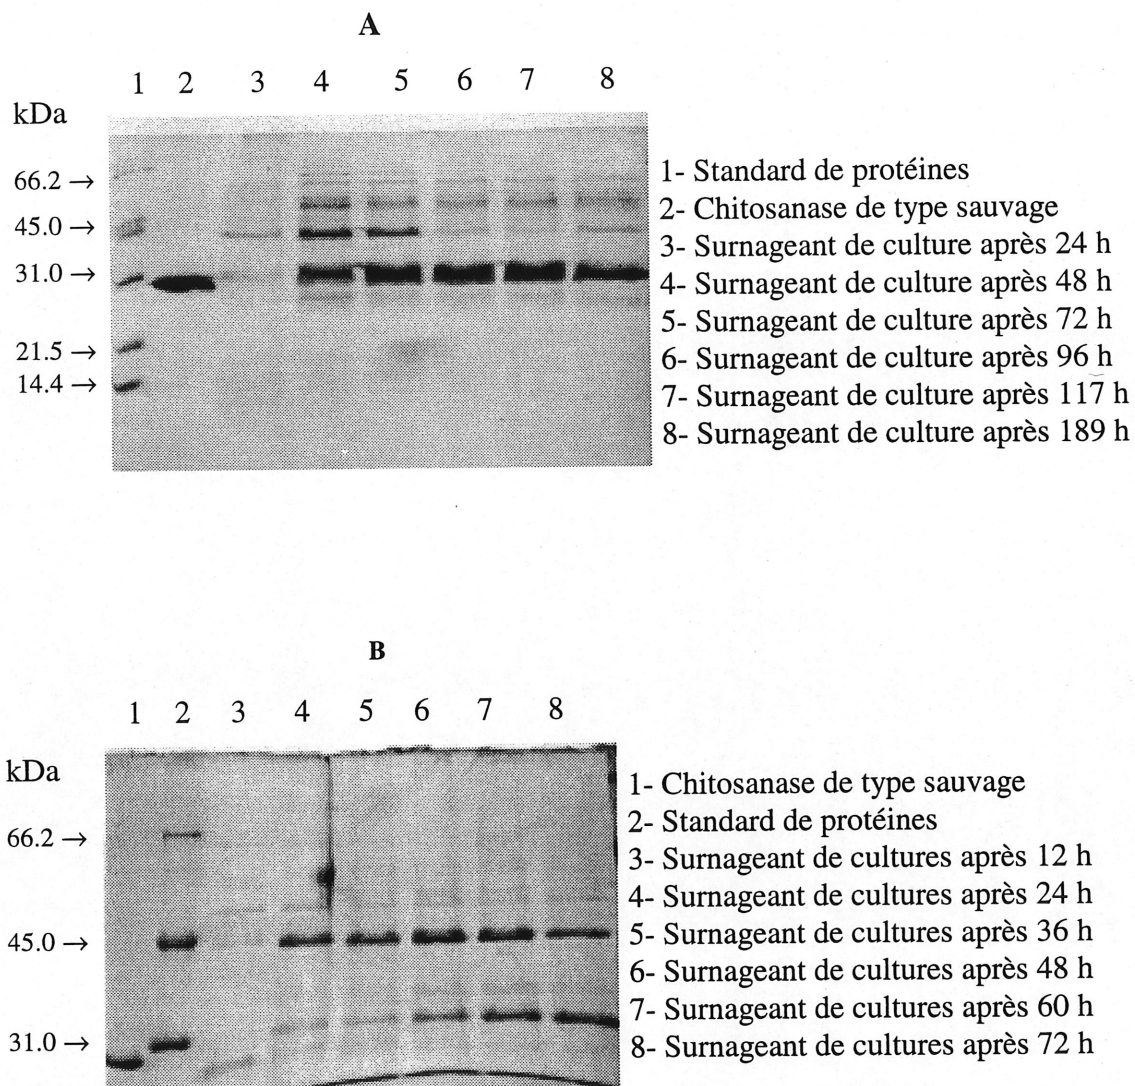 A
1 2 3 4 5 6 7 8
kDa
66.2 →
45.0 →
31.0 →
21.5 →
14.4 →
1- Standard de protéines
2- Chitosanase de type sauvage
3- Surnageant de culture après 24 h
4- Surnageant de culture après 48 h
5- Surnageant de culture après 72 h
6- Surnageant de culture après 96 h
7- Surnageant de culture après 117 h
8- Surnageant de culture après 189 h
B
1 2 3 4 5 6 7 8
kDa
66.2 →
45.0 →
31.0 →
1- Chitosanase de type sauvage
2- Standard de protéines
3- Surnageant de cultures après 12 h
4- Surnageant de cultures après 24 h
5- Surnageant de cultures après 36 h
6- Surnageant de cultures après 48 h
7- Surnageant de cultures après 60 h
8- Surnageant de cultures après 72 h